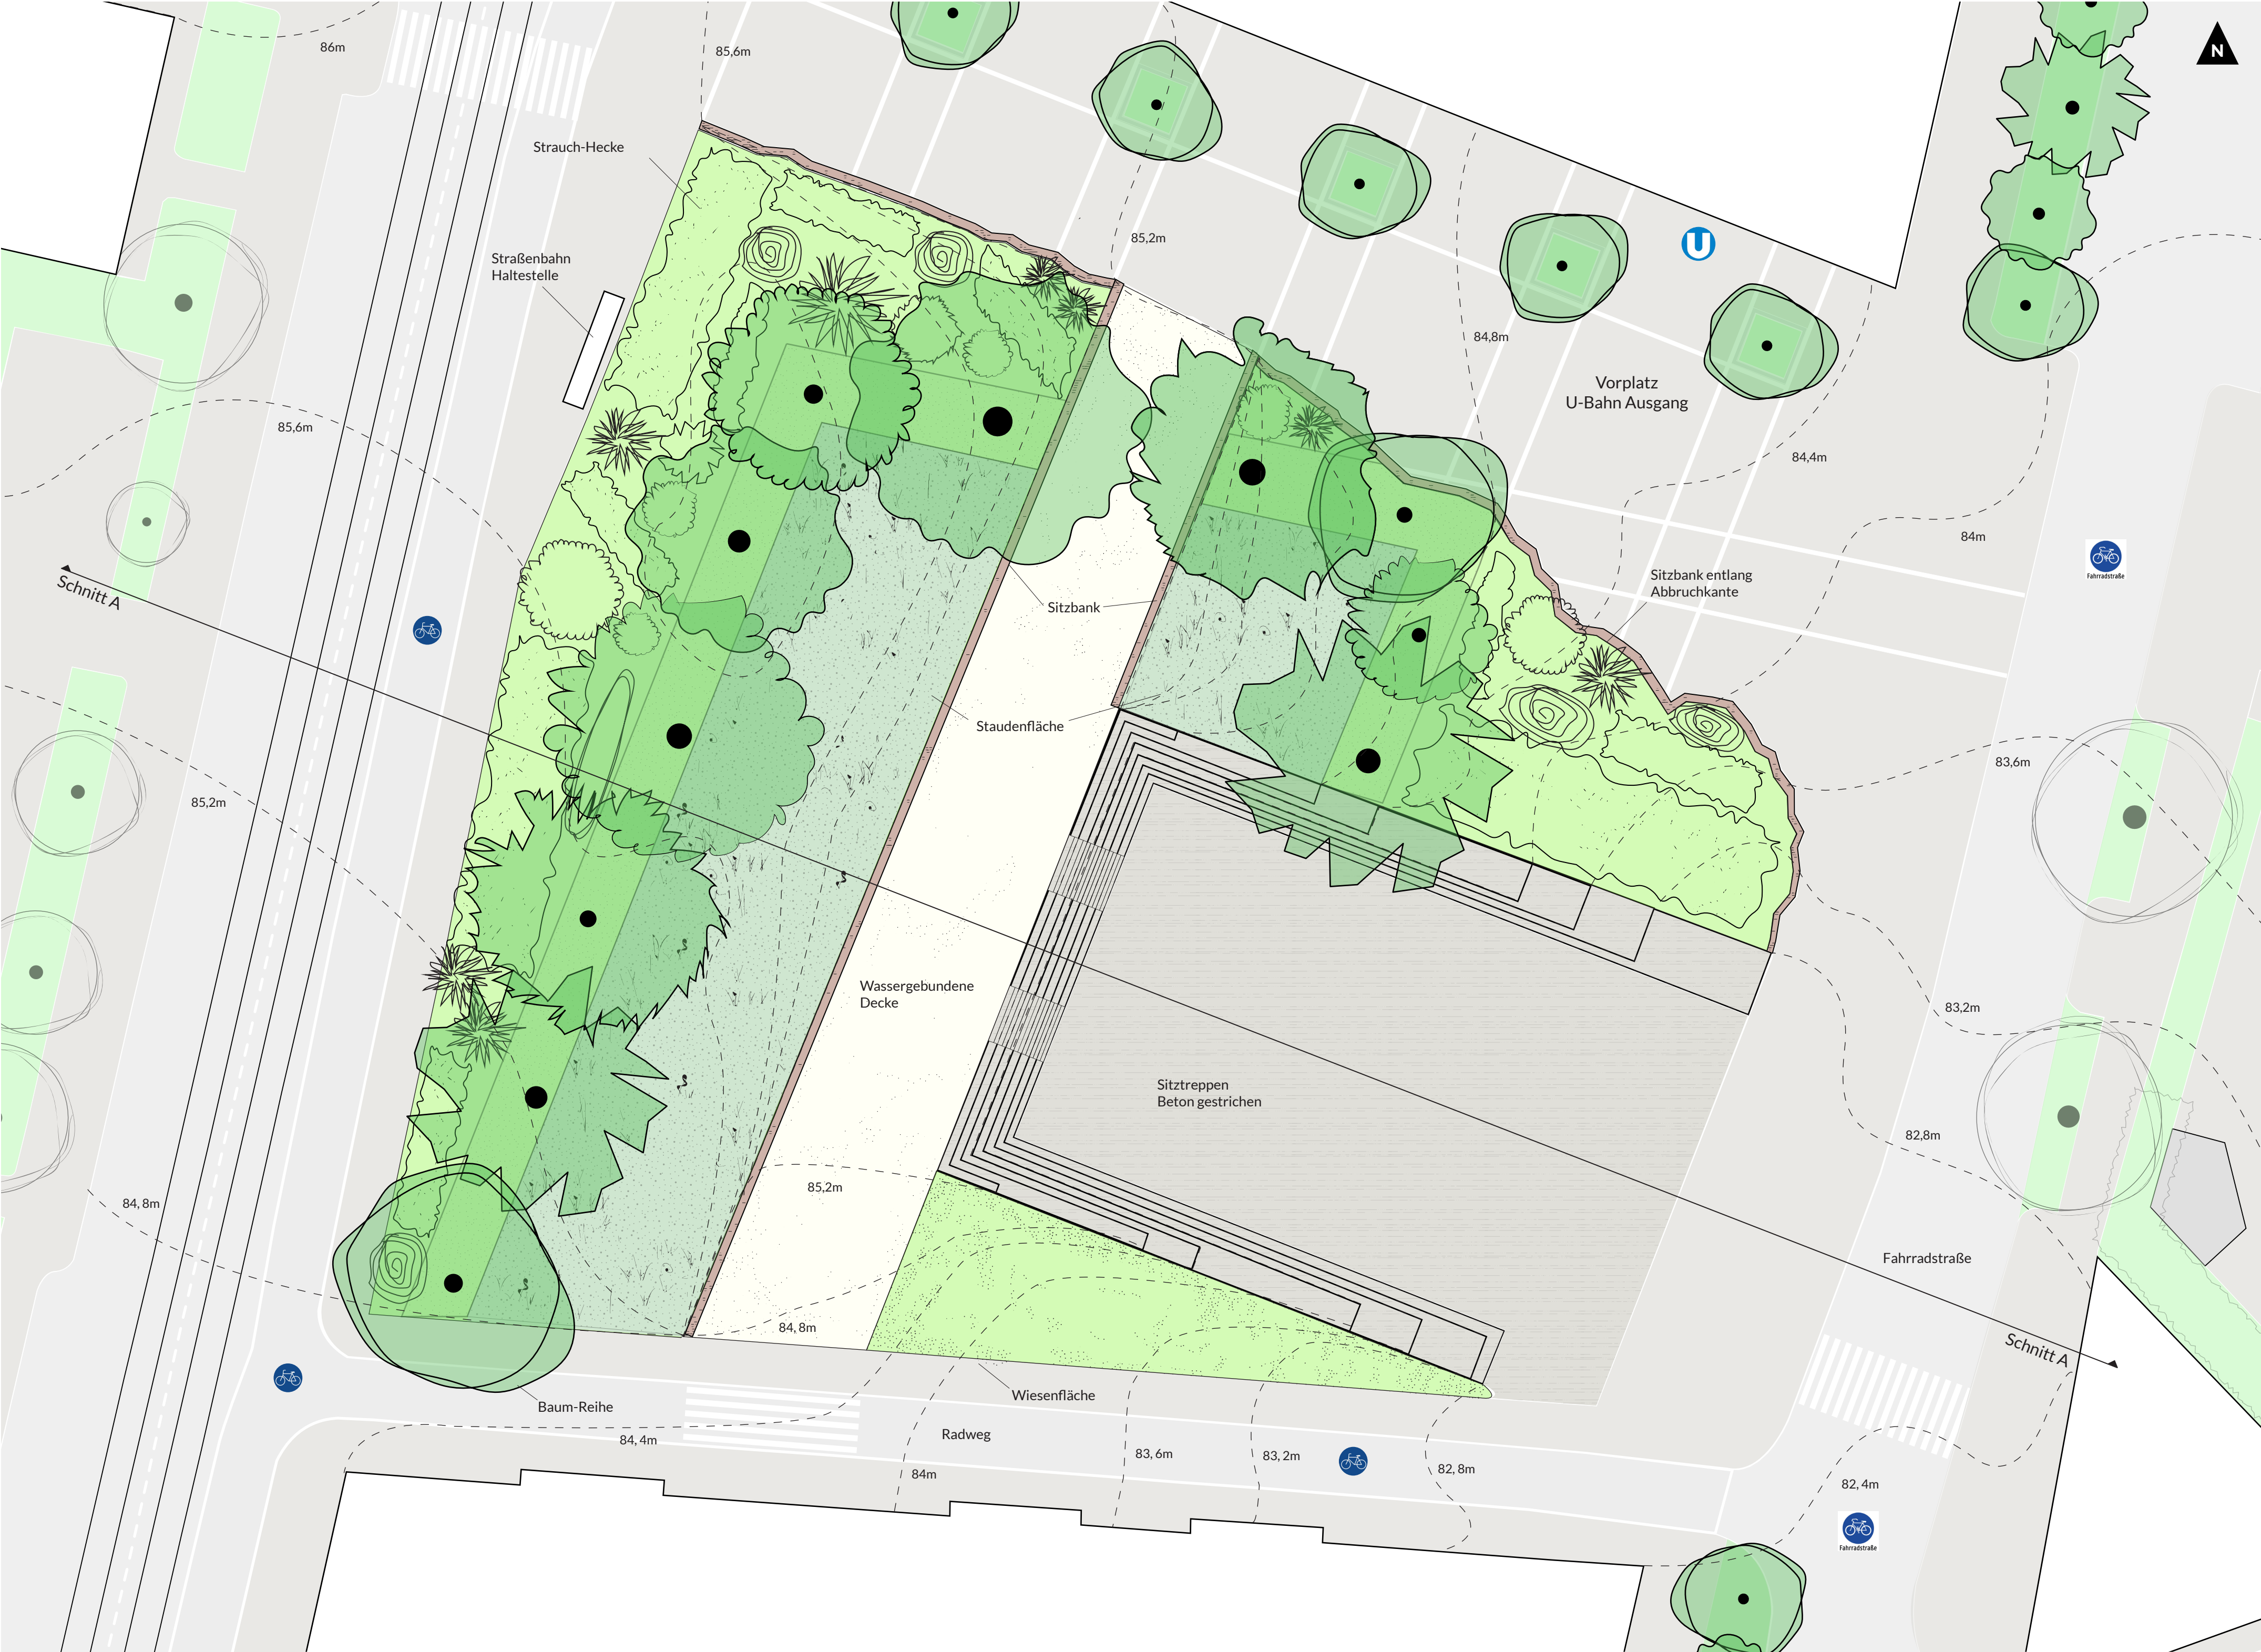 86m
85,6m
N
Strauch-Hecke
85,2m
U
Straßenbahn
Haltestelle
84,8m
Vorplatz
U-Bahn Ausgang
85,6m
84,4m
84m
Fahrradstraße
Schnitt A
Sitzbank entlang
Abbruchkante
Sitzbank
Staudenfläche
83,6m
85,2m
Wassergebundene
Decke
83,2m
Sitztreppen
Beton gestrichen
82,8m
85,2m
84, 8m
Fahrradstraße
84, 8m
Schnitt A
Wiesenfläche
Baum-Reihe
Radweg
84, 4m
83, 6m
83, 2m
82, 8m
84m
82, 4m
Fahrradstraße